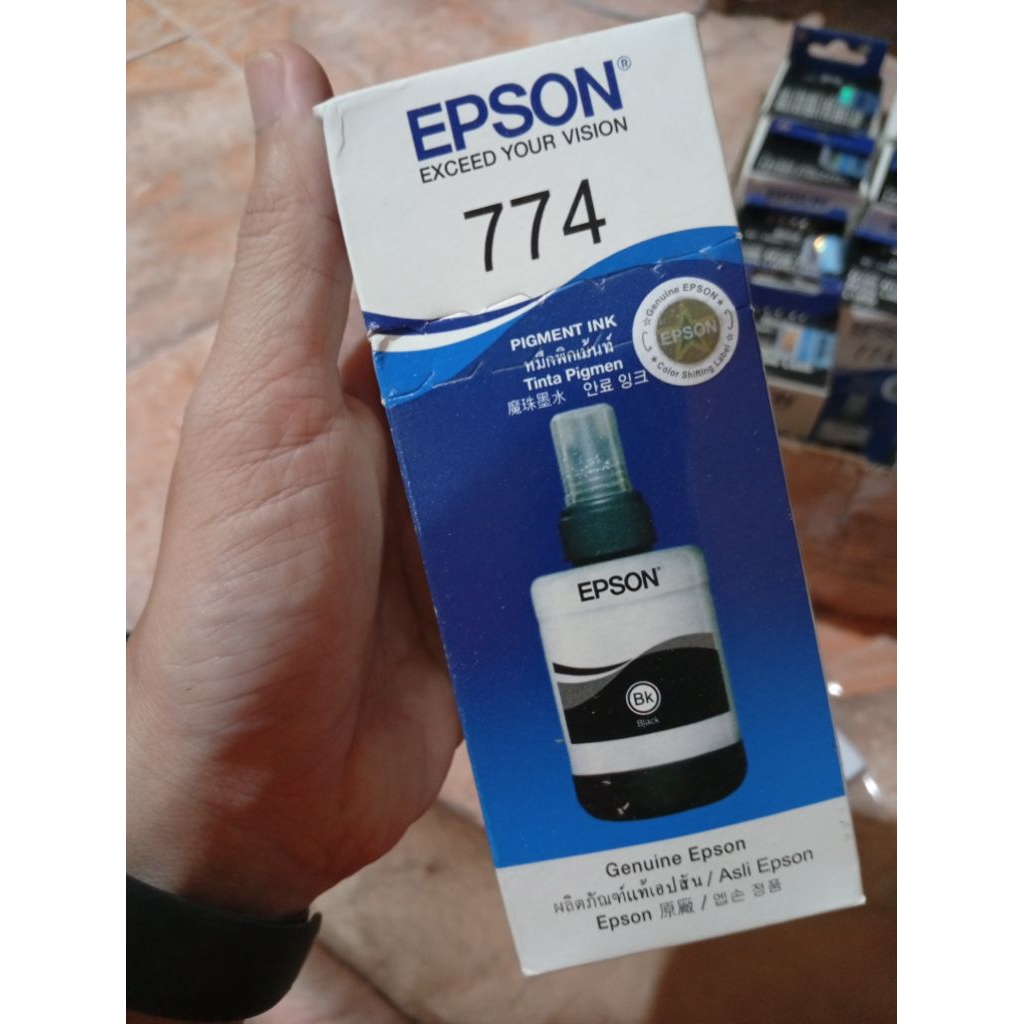 EPSON®
EXCEED YOUR VISION
774
PIGMENT INK
หมึกพิกเม้นท์
Tinta Pigmen
魔珠墨水 안료 잉크
☆ Genuine EPSON ★
EPSON
★ Color Shifting Label ☆
EPSON
Bk
Black
Genuine Epson
ผลิตภัณฑ์แท้เอปสัน / Asli Epson
Epson 原廠 / 엡손 정품
EPSON
774